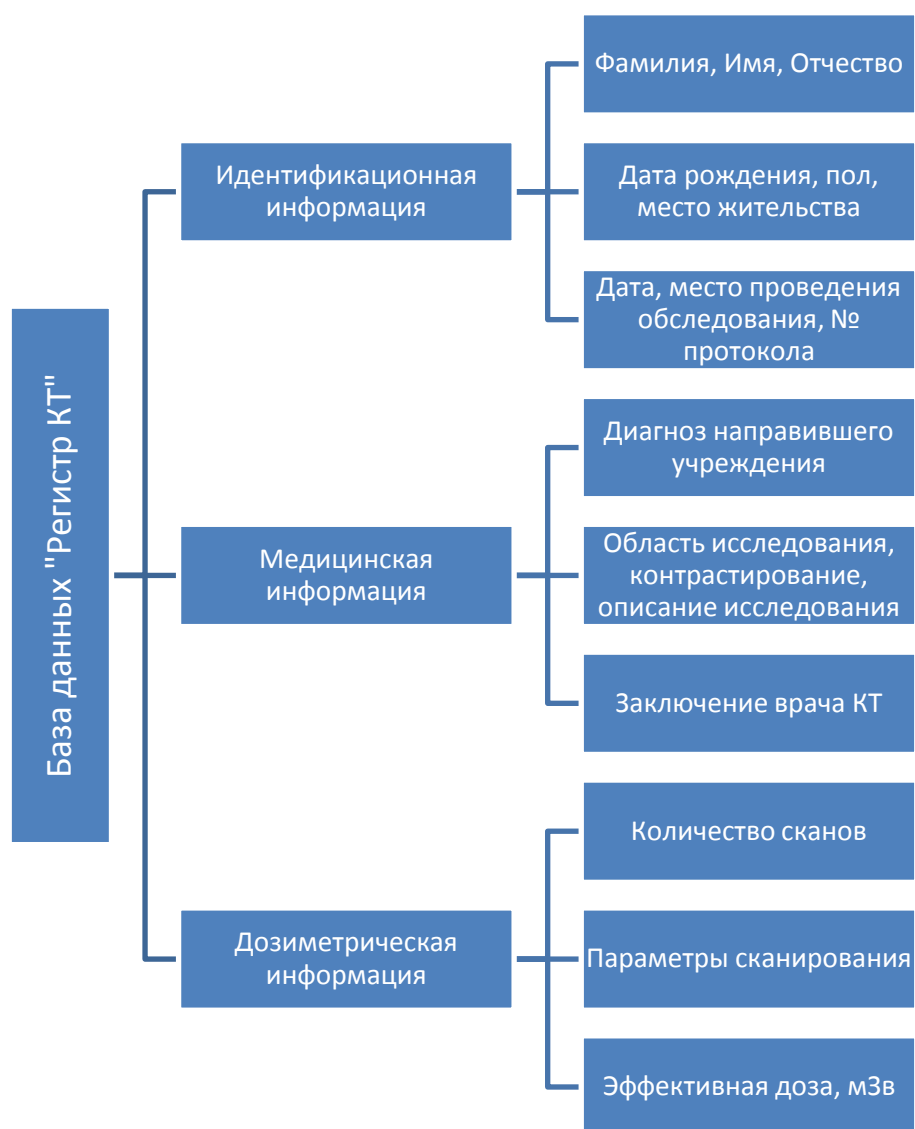 База данных "Регистр КТ"
Идентификационная
информация
Фамилия, Имя, Отчество
Дата рождения, пол,
место жительства
Дата, место проведения
обследования, №
протокола
Медицинская
информация
Диагноз направившего
учреждения
Область исследования,
контрастирование,
описание исследования
Заключение врача КТ
Дозиметрическая
информация
Количество сканов
Параметры сканирования
Эффективная доза, мЗв